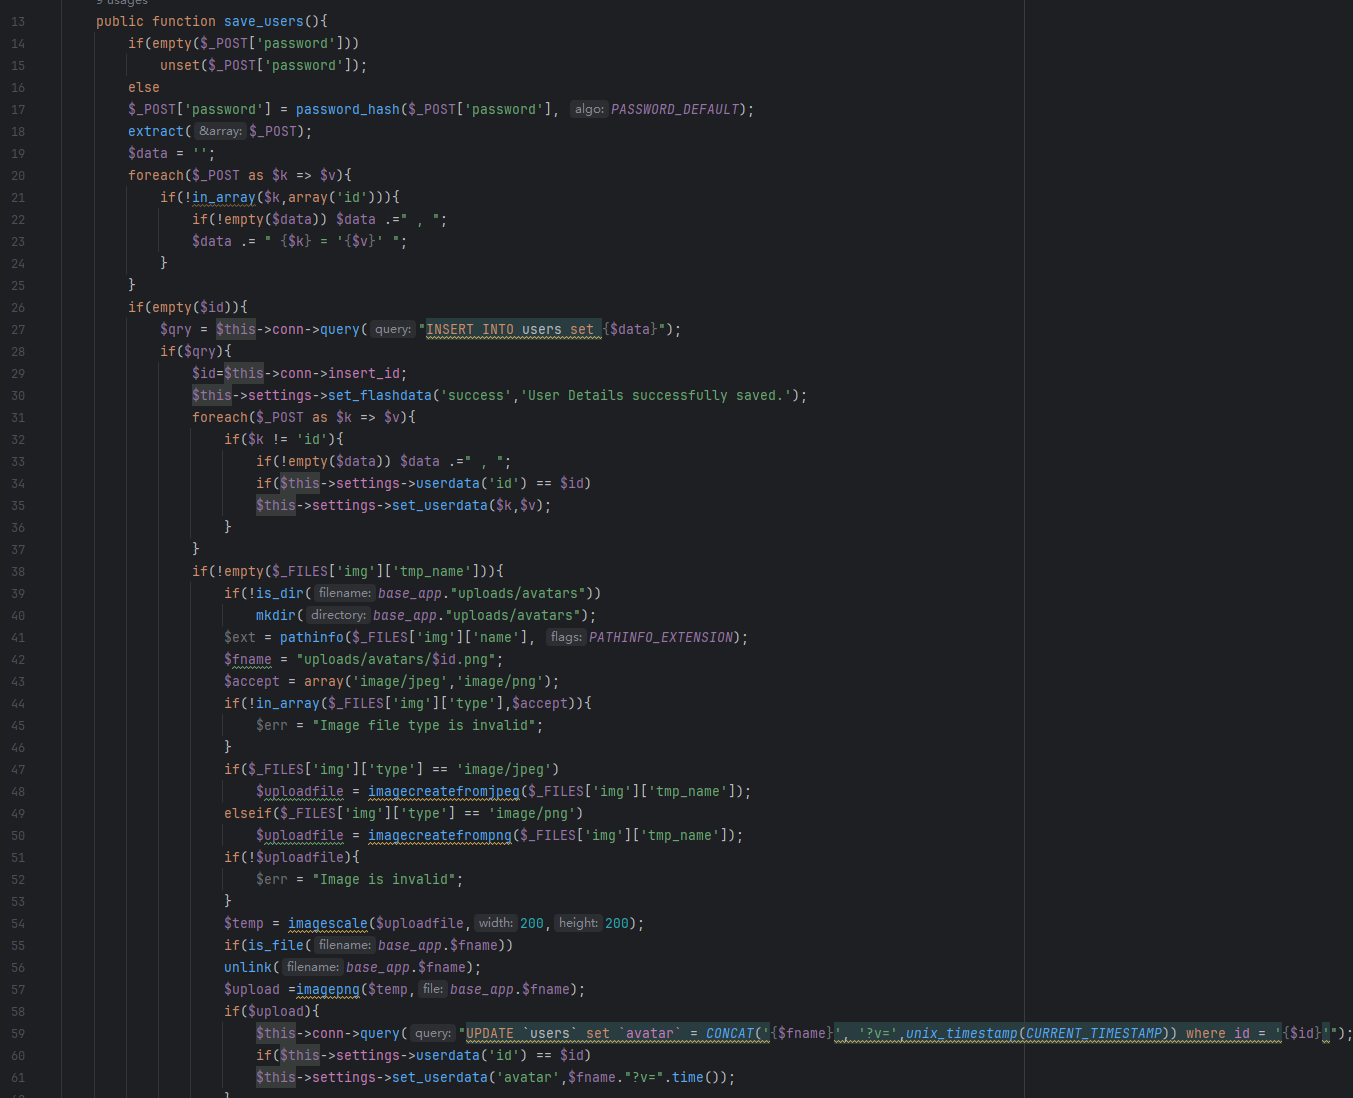 9 usages
13 public function save_users(){
14 if(empty($_POST['password']))
15 unset($_POST['password']);
16 else
17 $_POST['password'] = password_hash($_POST['password'], algo: PASSWORD_DEFAULT);
18 extract( &array: $_POST);
19 $data = '';
20 foreach($_POST as $k => $v){
21 if(!in_array($k,array('id'))){
22 if(!empty($data)) $data .=" , ";
23 $data .= " {$k} = '{$v}' ";
24 }
25 }
26 if(empty($id)){
27 $qry = $this->conn->query( query: "INSERT INTO users set {$data}");
28 if($qry){
29 $id=$this->conn->insert_id;
30 $this->settings->set_flashdata('success','User Details successfully saved.');
31 foreach($_POST as $k => $v){
32 if($k != 'id'){
33 if(!empty($data)) $data .=" , ";
34 if($this->settings->userdata('id') == $id)
35 $this->settings->set_userdata($k,$v);
36 }
37 }
38 if(!empty($_FILES['img']['tmp_name'])){
39 if(!is_dir( filename: base_app."uploads/avatars"))
40 mkdir( directory: base_app."uploads/avatars");
41 $ext = pathinfo($_FILES['img']['name'], flags: PATHINFO_EXTENSION);
42 $fname = "uploads/avatars/$id.png";
43 $accept = array('image/jpeg','image/png');
44 if(!in_array($_FILES['img']['type'],$accept)){
45 $err = "Image file type is invalid";
46 }
47 if($_FILES['img']['type'] == 'image/jpeg')
48 $uploadfile = imagecreatefromjpeg($_FILES['img']['tmp_name']);
49 elseif($_FILES['img']['type'] == 'image/png')
50 $uploadfile = imagecreatefrompng($_FILES['img']['tmp_name']);
51 if(!$uploadfile){
52 $err = "Image is invalid";
53 }
54 $temp = imagescale($uploadfile, width: 200, height: 200);
55 if(is_file( filename: base_app.$fname))
56 unlink( filename: base_app.$fname);
57 $upload =imagepng($temp, file: base_app.$fname);
58 if($upload){
59 $this->conn->query( query: "UPDATE `users` set `avatar` = CONCAT('{$fname}', '?v=',unix_timestamp(CURRENT_TIMESTAMP)) where id = '{$id}'");
60 if($this->settings->userdata('id') == $id)
61 $this->settings->set_userdata('avatar',$fname."?v=".time());